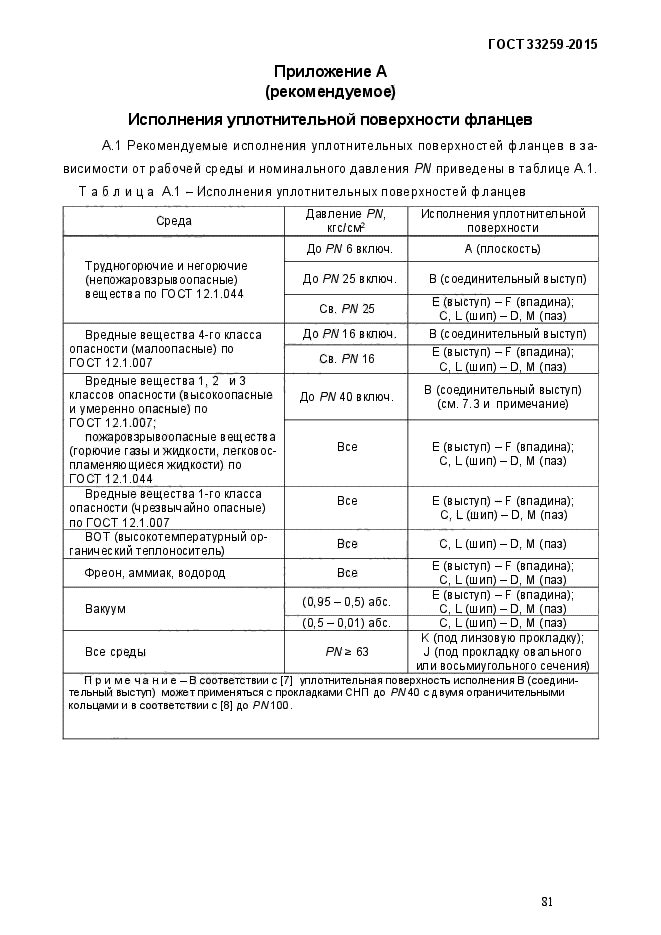 ГОСТ 33259-2015
Приложение А
(рекомендуемое)
Исполнения уплотнительной поверхности фланцев
А.1 Рекомендуемые исполнения уплотнительных поверхностей фланцев в за-
висимости от рабочей среды и номинального давления PN приведены в таблице А.1.
Т а б л и ц а А.1 – Исполнения уплотнительных поверхностей фланцев
Среда
Давление PN,
кгс/см²
Исполнения уплотнительной
поверхности
Трудногорючие и негорючие
(непожаровзрывоопасные)
вещества по ГОСТ 12.1.044
До PN 6 включ.
А (плоскость)
До PN 25 включ.
В (соединительный выступ)
Св. PN 25
E (выступ) – F (впадина);
C, L (шип) – D, M (паз)
Вредные вещества 4-го класса
опасности (малоопасные) по
ГОСТ 12.1.007
До PN 16 включ.
В (соединительный выступ)
Св. PN 16
E (выступ) – F (впадина);
C, L (шип) – D, M (паз)
Вредные вещества 1, 2 и 3
классов опасности (высокоопасные
и умеренно опасные) по
ГОСТ 12.1.007;
пожаровзрывоопасные вещества
(горючие газы и жидкости, легковос-
пламеняющиеся жидкости) по
ГОСТ 12.1.044
До PN 40 включ.
В (соединительный выступ)
(см. 7.3 и примечание)
Все
E (выступ) – F (впадина);
C, L (шип) – D, M (паз)
Вредные вещества 1-го класса
опасности (чрезвычайно опасные)
по ГОСТ 12.1.007
Все
E (выступ) – F (впадина);
C, L (шип) – D, M (паз)
ВОТ (высокотемпературный ор-
ганический теплоноситель)
Все
C, L (шип) – D, M (паз)
Фреон, аммиак, водород
Все
E (выступ) – F (впадина);
C, L (шип) – D, M (паз)
Вакуум
(0,95 – 0,5) абс.
E (выступ) – F (впадина);
C, L (шип) – D, M (паз)
(0,5 – 0,01) абс.
C, L (шип) – D, M (паз)
Все среды
PN ≥ 63
K (под линзовую прокладку);
J (под прокладку овального
или восьмиугольного сечения)
П р и м е ч а н и е – В соответствии с [7] уплотнительная поверхность исполнения В (соедини-
тельный выступ) может применяться с прокладками СНП до PN 40 с двумя ограничительными
кольцами и в соответствии с [8] до PN 100.
81